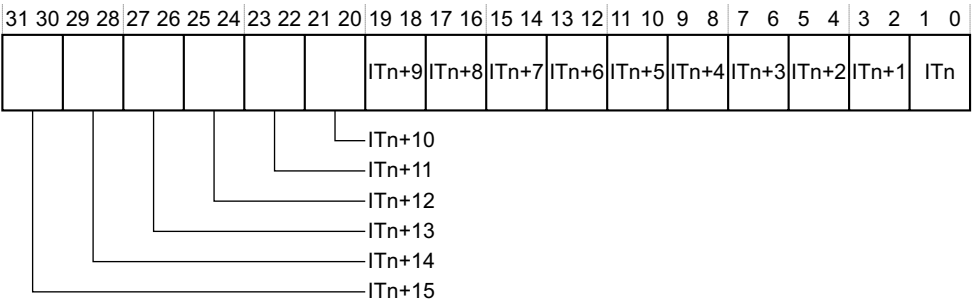 31 30 29 28 27 26 25 24 23 22 21 20 19 18 17 16 15 14 13 12 11 10 9 8 7 6 5 4 3 2 1 0
ITn+9 ITn+8 ITn+7 ITn+6 ITn+5 ITn+4 ITn+3 ITn+2 ITn+1 ITn
ITn+10
ITn+11
ITn+12
ITn+13
ITn+14
ITn+15